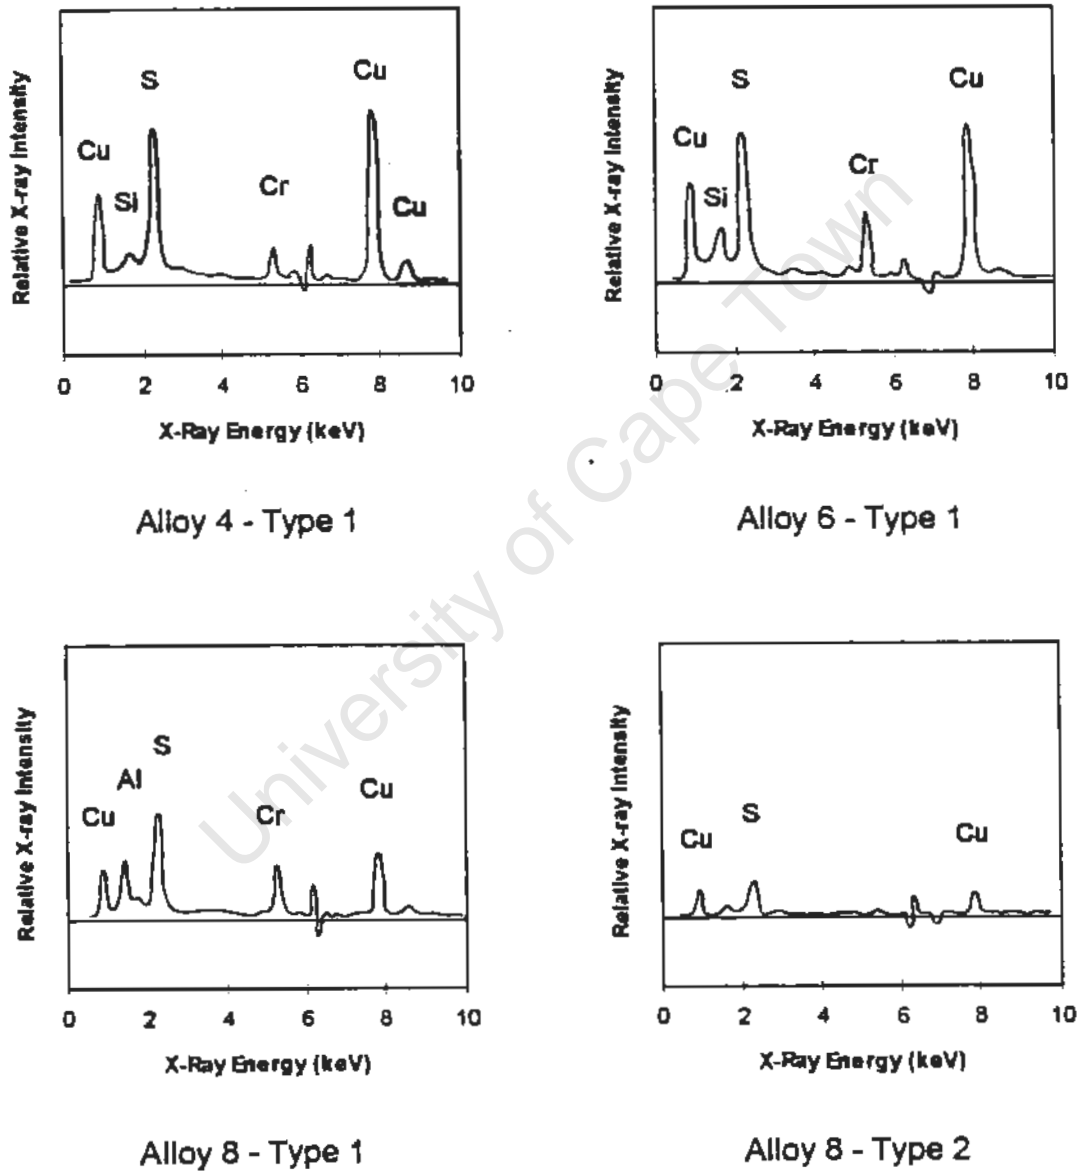 Relative X-ray Intensity
Cu
Si
S
Cr
Cu
Cu
0 2 4 6 8 10
X-Ray Energy (keV)
Alloy 4 - Type 1
Relative X-ray Intensity
Cu
Si
S
Cr
Cu
0 2 4 6 8 10
X-Ray Energy (keV)
Alloy 6 - Type 1
Relative X-ray Intensity
Cu
Al
S
Cr
Cu
0 2 4 6 8 10
X-Ray Energy (keV)
Alloy 8 - Type 1
Relative X-ray Intensity
Cu
S
Cu
0 2 4 6 8 10
X-Ray Energy (keV)
Alloy 8 - Type 2
University of Cape Town